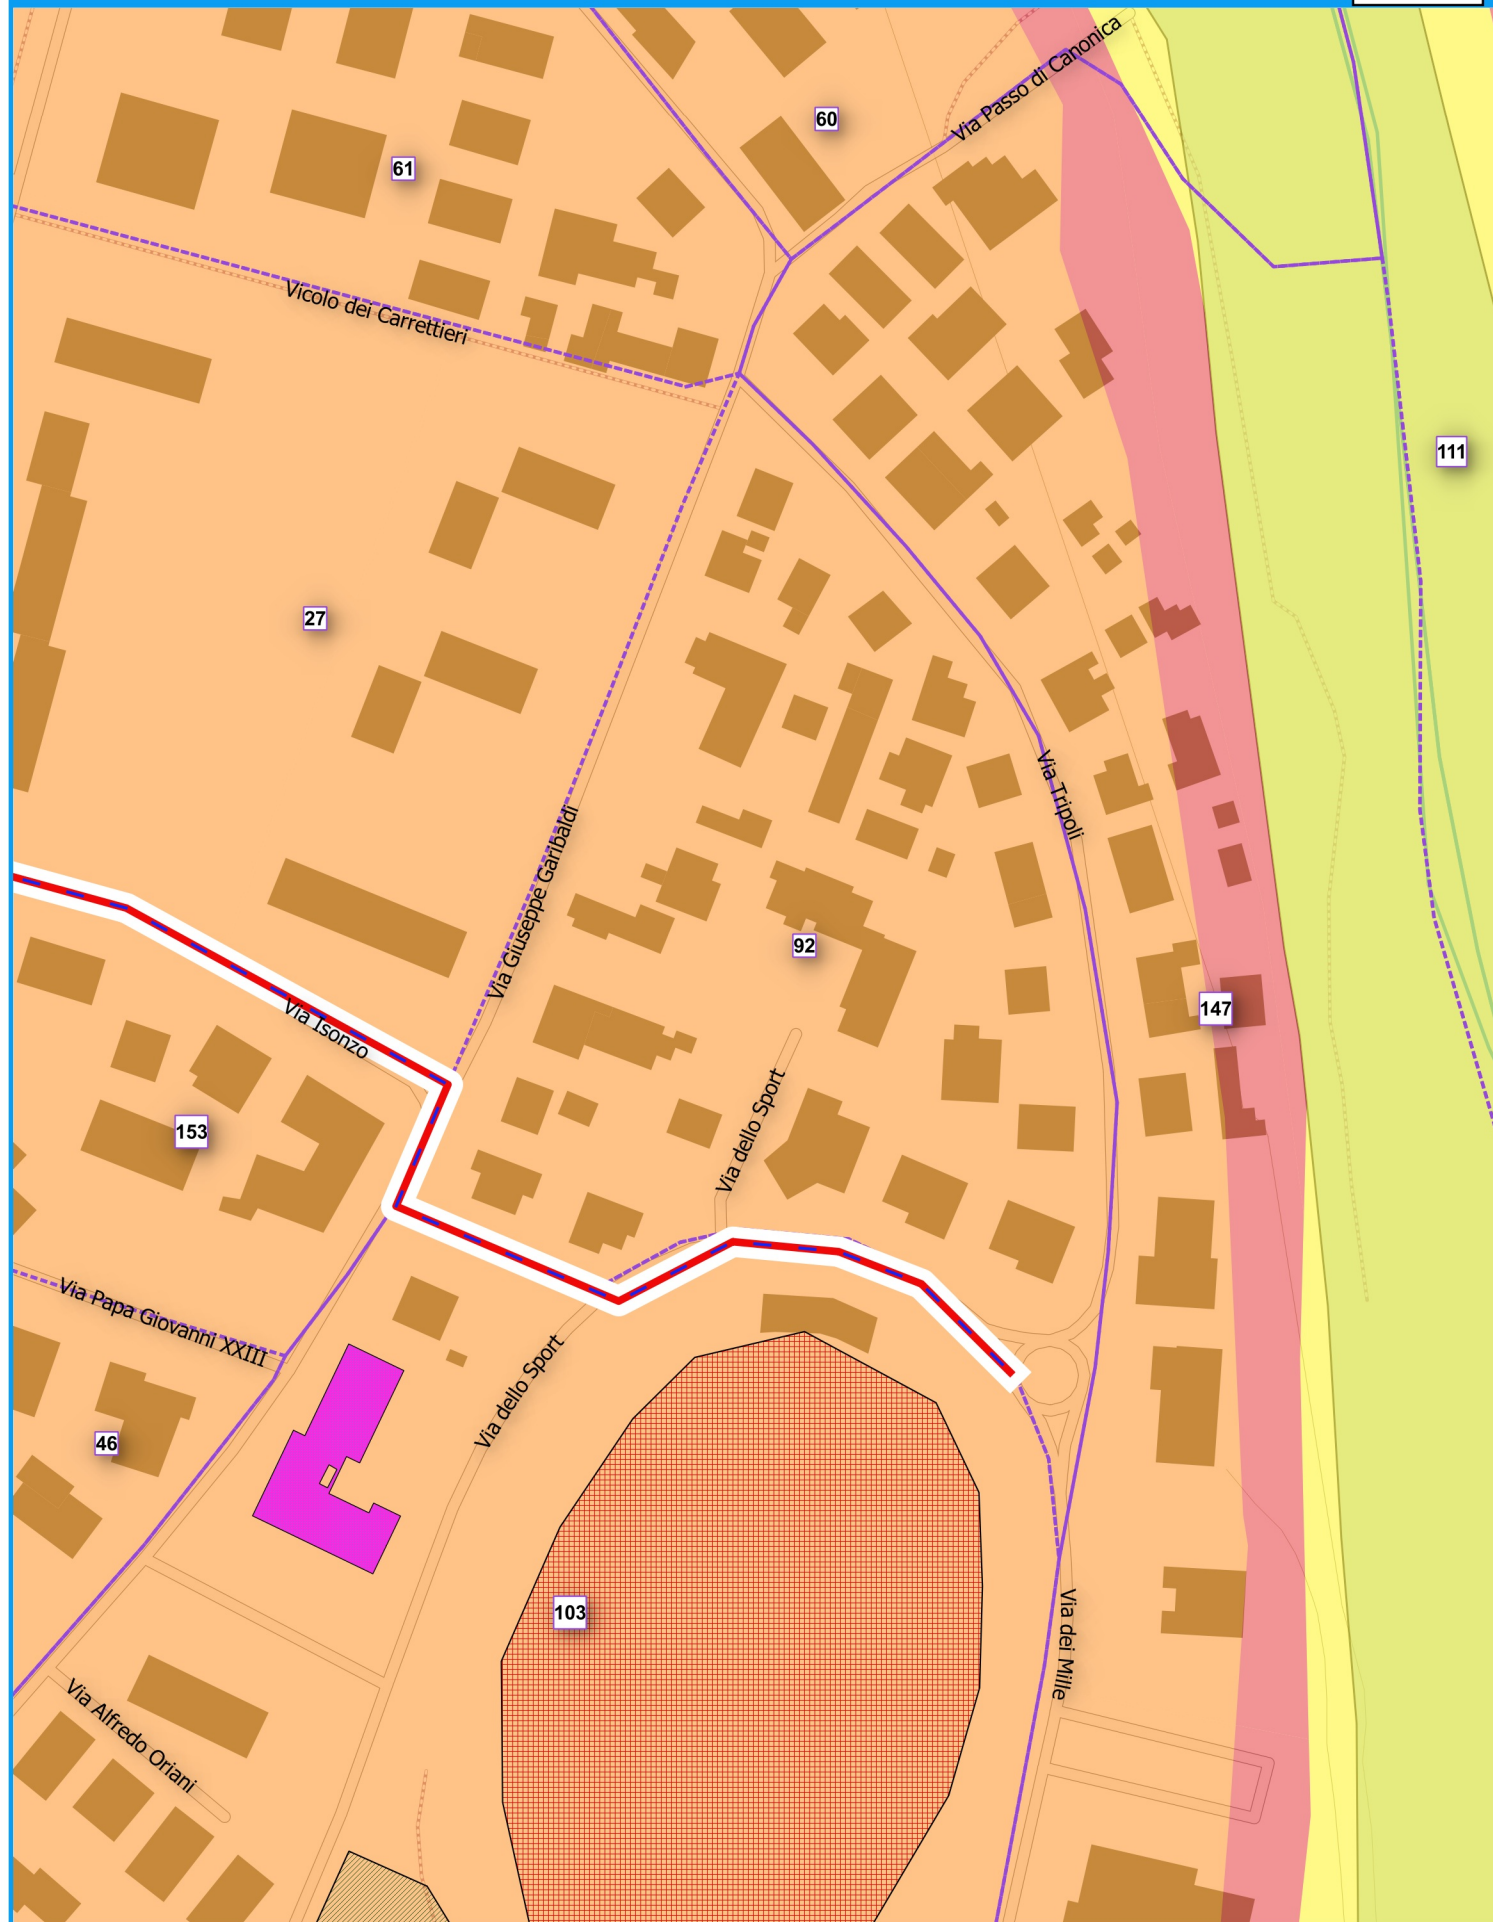 Via Passo di Canonica
60
61
Vicolo dei Carrettieri
111
27
Via Tripoli
Via Giuseppe Garibaldi
92
147
Via Isonzo
153
Via dello Sport
Via Papa Giovanni XXIII
Via dello Sport
46
103
Via dei Mille
Via Alfredo Oriani